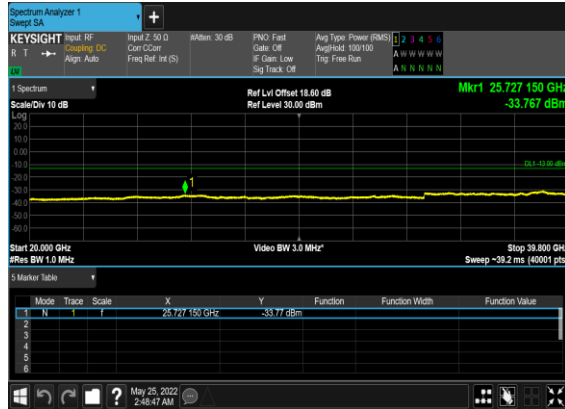 Spectrum Analyzer 1
Swept SA
+
KEYSIGHT Input: RF Input Z: 50 Ω #Atten: 30 dB PNO: Fast Avg Type: Power (RMS) 1 2 3 4 5 6
R T Coupling: DC Corr CCorr Gate: Off Avg|Hold: 100/100 A W W W W W
Align: Auto Freq Ref: Int (S) IF Gain: Low Trig: Free Run
Sig Track: Off A N N N N N
1 Spectrum Ref Lvl Offset 18.60 dB Mkr1 25.727 150 GHz
Scale/Div 10 dB Ref Level 30.00 dBm -33.767 dBm
Log
20.0
10.0
0.00
DL1 -13.00 dBm
-10.0
-20.0
1
-30.0
-40.0
-50.0
-60.0
Start 20.000 GHz Video BW 3.0 MHz* Stop 39.800 GHz
#Res BW 1.0 MHz Sweep ~39.2 ms (40001 pts)
5 Marker Table
Mode Trace Scale X Y Function Function Width Function Value
1 N 1 f 25.727 150 GHz -33.77 dBm
2
3
4
5
6
? May 25, 2022
2:48:47 AM